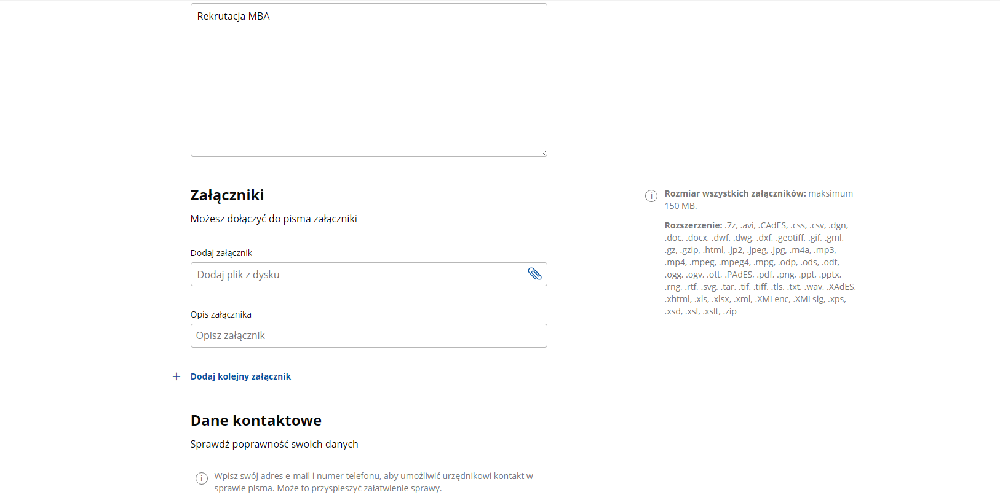 Rekrutacja MBA
Załączniki
Możesz dołączyć do pisma załączniki
Dodaj załącznik
Dodaj plik z dysku
Opis załącznika
Opisz załącznik
+ Dodaj kolejny załącznik
Rozmiar wszystkich załączników: maksimum
150 MB.
Rozszerzenie: .7z, .avi, .CAdES, .css, .csv, .dgn,
.doc, .docx, .dwf, .dwg, .dxf, .geotiff, .gif, .gml,
.gz, .gzip, .html, .jp2, .jpeg, .jpg, .m4a, .mp3,
.mp4, .mpeg, .mpeg4, .mpg, .odp, .ods, .odt,
.ogg, .ogv, .ott, .PAdES, .pdf, .png, .ppt, .pptx,
.rng, .rtf, .svg, .tar, .tif, .tiff, .tls, .txt, .wav, .XAdES,
.xhtml, .xls, .xlsx, .xml, .XMLenc, .XMLsig, .xps,
.xsd, .xsl, .xslt, .zip
Dane kontaktowe
Sprawdź poprawność swoich danych
Wpisz swój adres e-mail i numer telefonu, aby umożliwić urzędnikowi kontakt w
sprawie pisma. Może to przyspieszyć załatwienie sprawy.